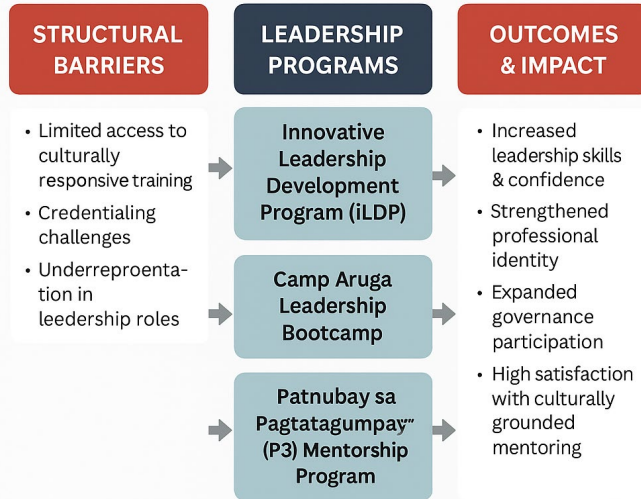 STRUCTURAL
BARRIERS
• Limited access to
culturally
responsive training
• Credentialing
challenges
• Underreproenta-
tion in
leedership roles
LEADERSHIP
PROGRAMS
Innovative
Leadership
Development
Program (iLDP)
Camp Aruga
Leadership
Bootcamp
Patnubay sa
Pagtatagumpay”
(P3) Mentorship
Program
OUTCOMES
& IMPACT
• Increased
leadership skills
& confidence
• Strengthened
professional
identity
• Expanded
governance
participation
• High satisfaction
with culturally
grounded
mentoring